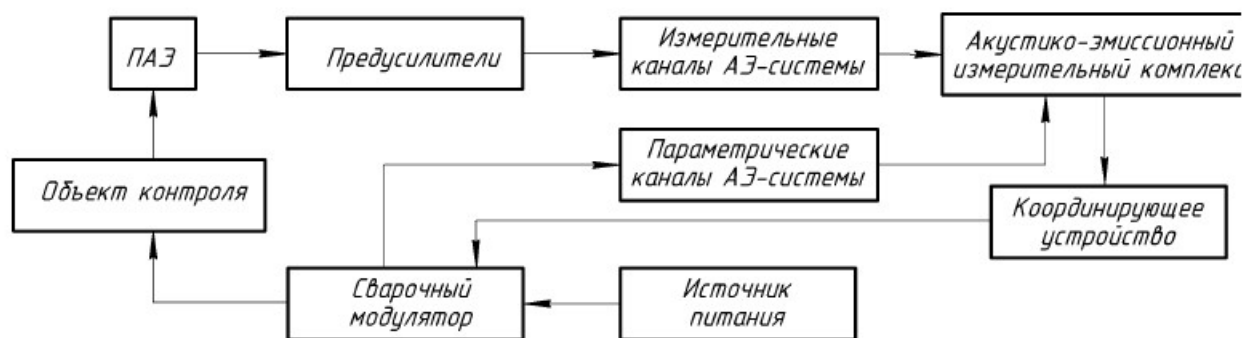 ПАЭ
Предусилители
Измерительные
каналы АЭ-системы
Акустико-эмиссионный
измерительный комплекс
Объект контроля
Параметрические
каналы АЭ-системы
Координирующее
устройство
Сварочный
модулятор
Источник
питания